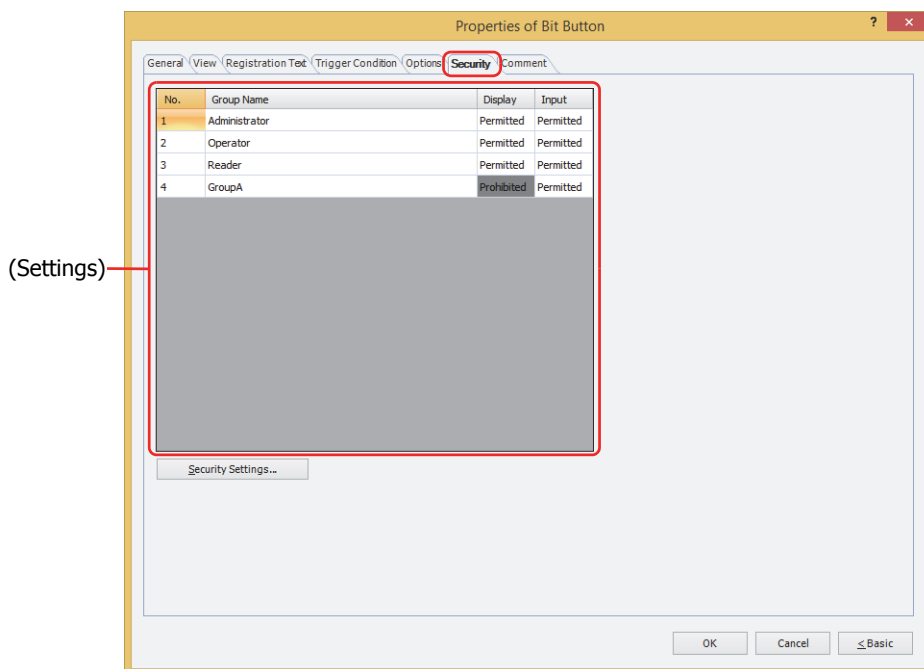 Properties of Bit Button
? ×
General View Registration Text Trigger Condition Options Security Comment
No. Group Name Display Input
1 Administrator Permitted Permitted
2 Operator Permitted Permitted
3 Reader Permitted Permitted
4 GroupA Prohibited Permitted
(Settings)
Security Settings...
OK Cancel < Basic